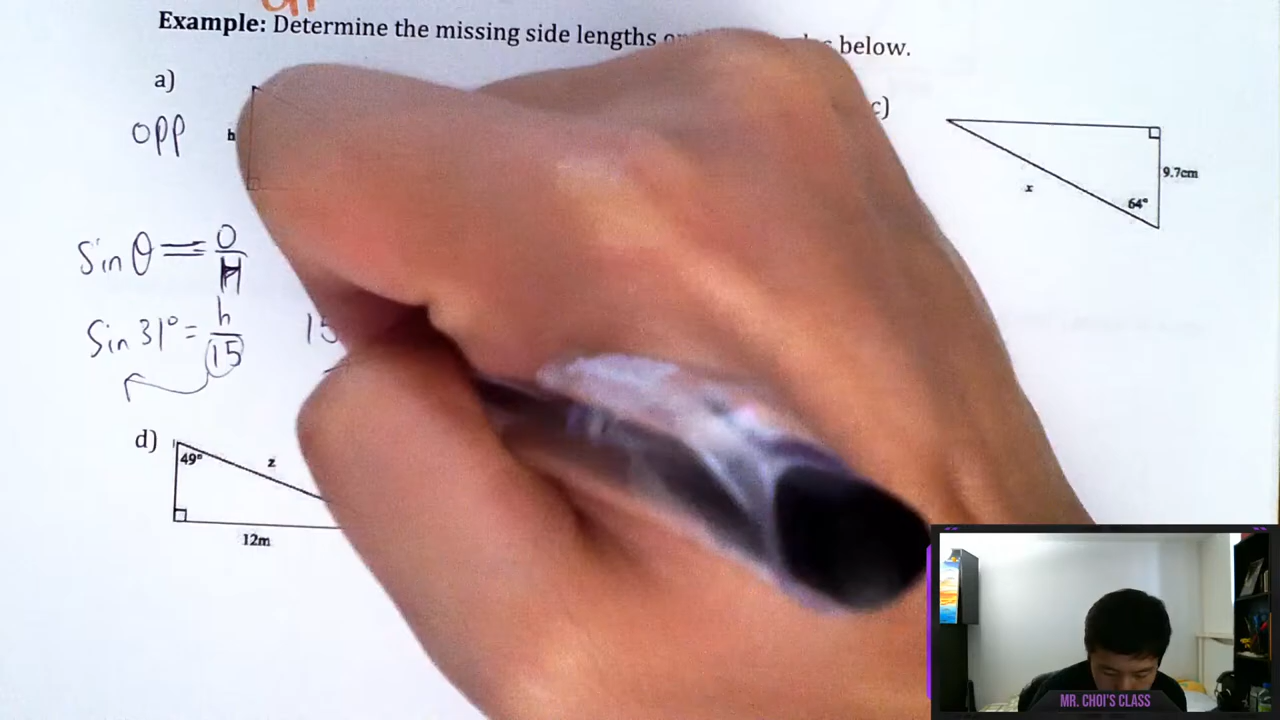 Example: Determine the missing side lengths below.
a)
opp
h
c)
9.7cm
x
64°
Sin θ = O/H
Sin 31° = h/15
15
d)
49°
z
12m
MR. CHOI'S CLASS